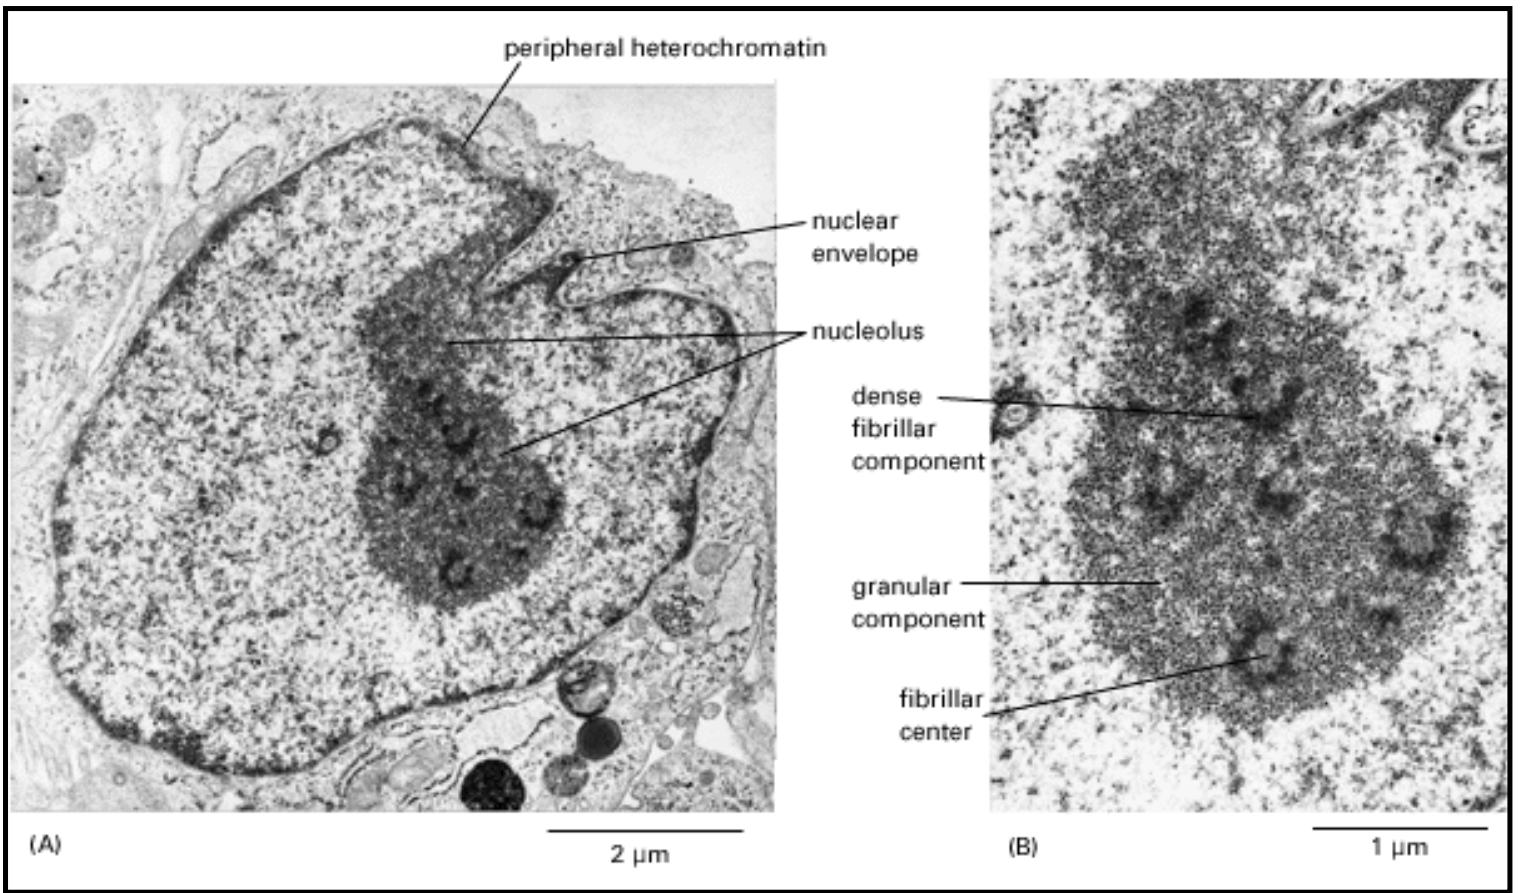 peripheral heterochromatin
nuclear
envelope
nucleolus
dense
fibrillar
component
granular
component
fibrillar
center
(A)
2 µm
(B)
1 µm